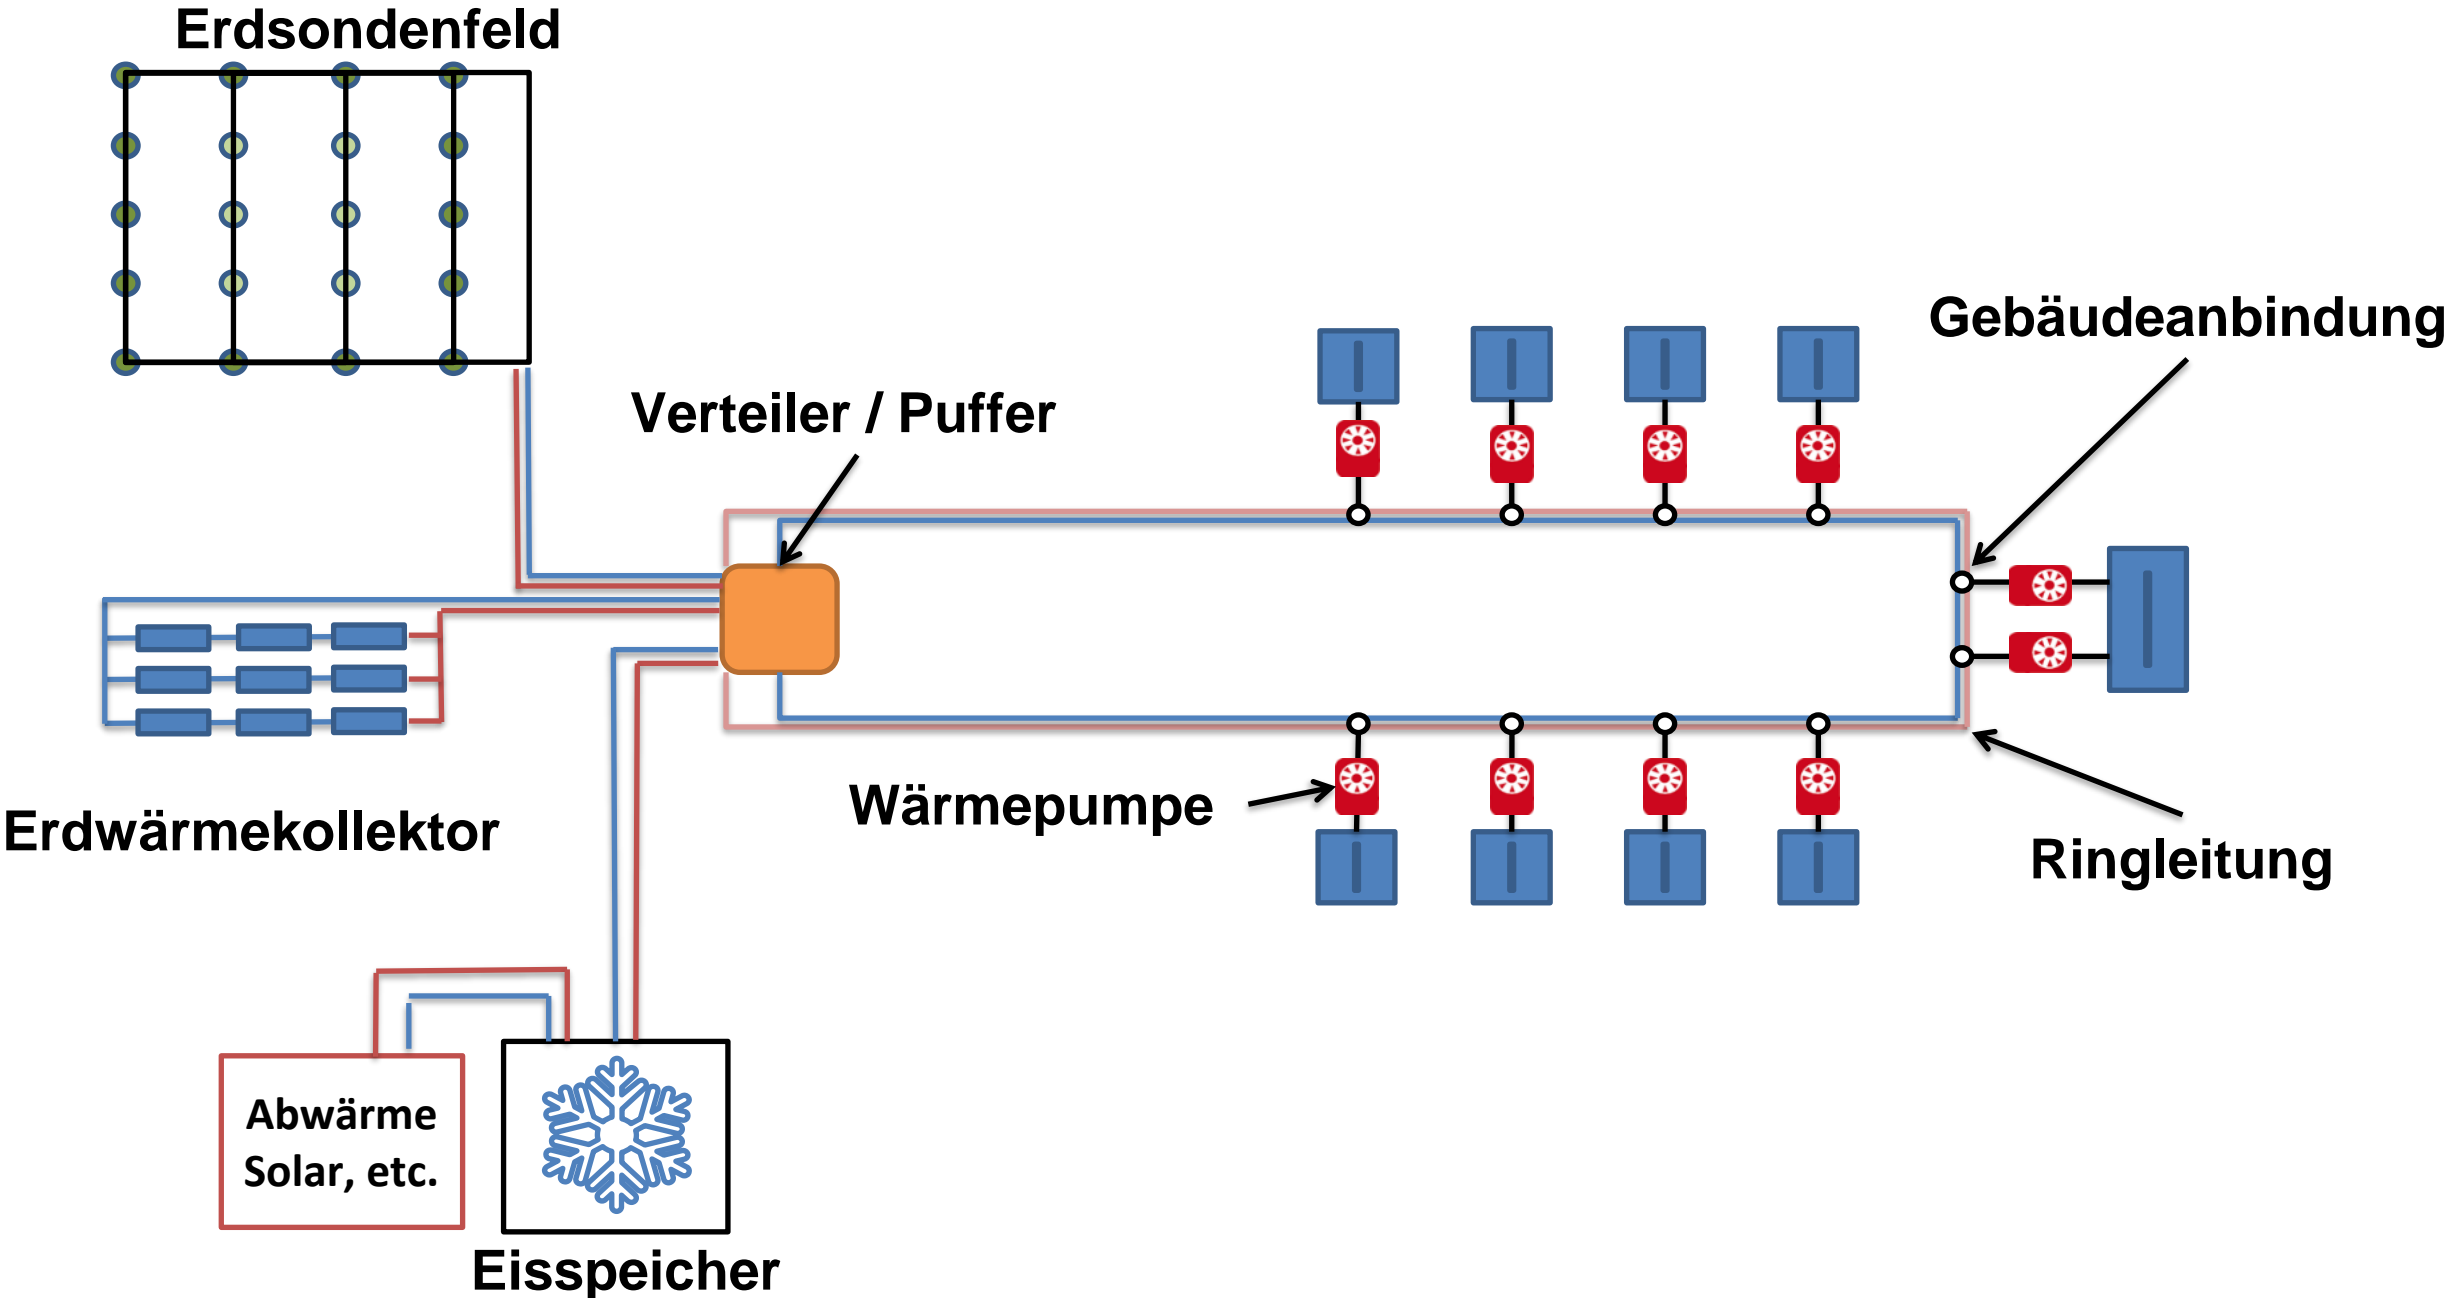 Erdsondenfeld
Gebäudeanbindung
Verteiler / Puffer
Wärmepumpe
Erdwärmekollektor
Ringleitung
Abwärme
Solar, etc.
Eisspeicher